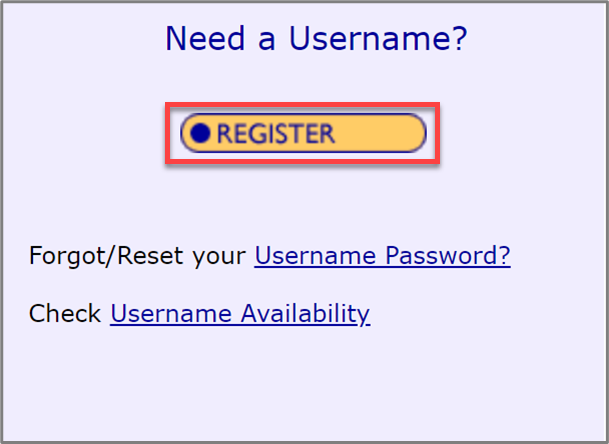 Need a Username?
REGISTER
Forgot/Reset your Username Password?
Check Username Availability